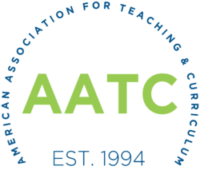 AMERICAN ASSOCIATION FOR TEACHING & CURRICULUM
AATC
EST. 1994